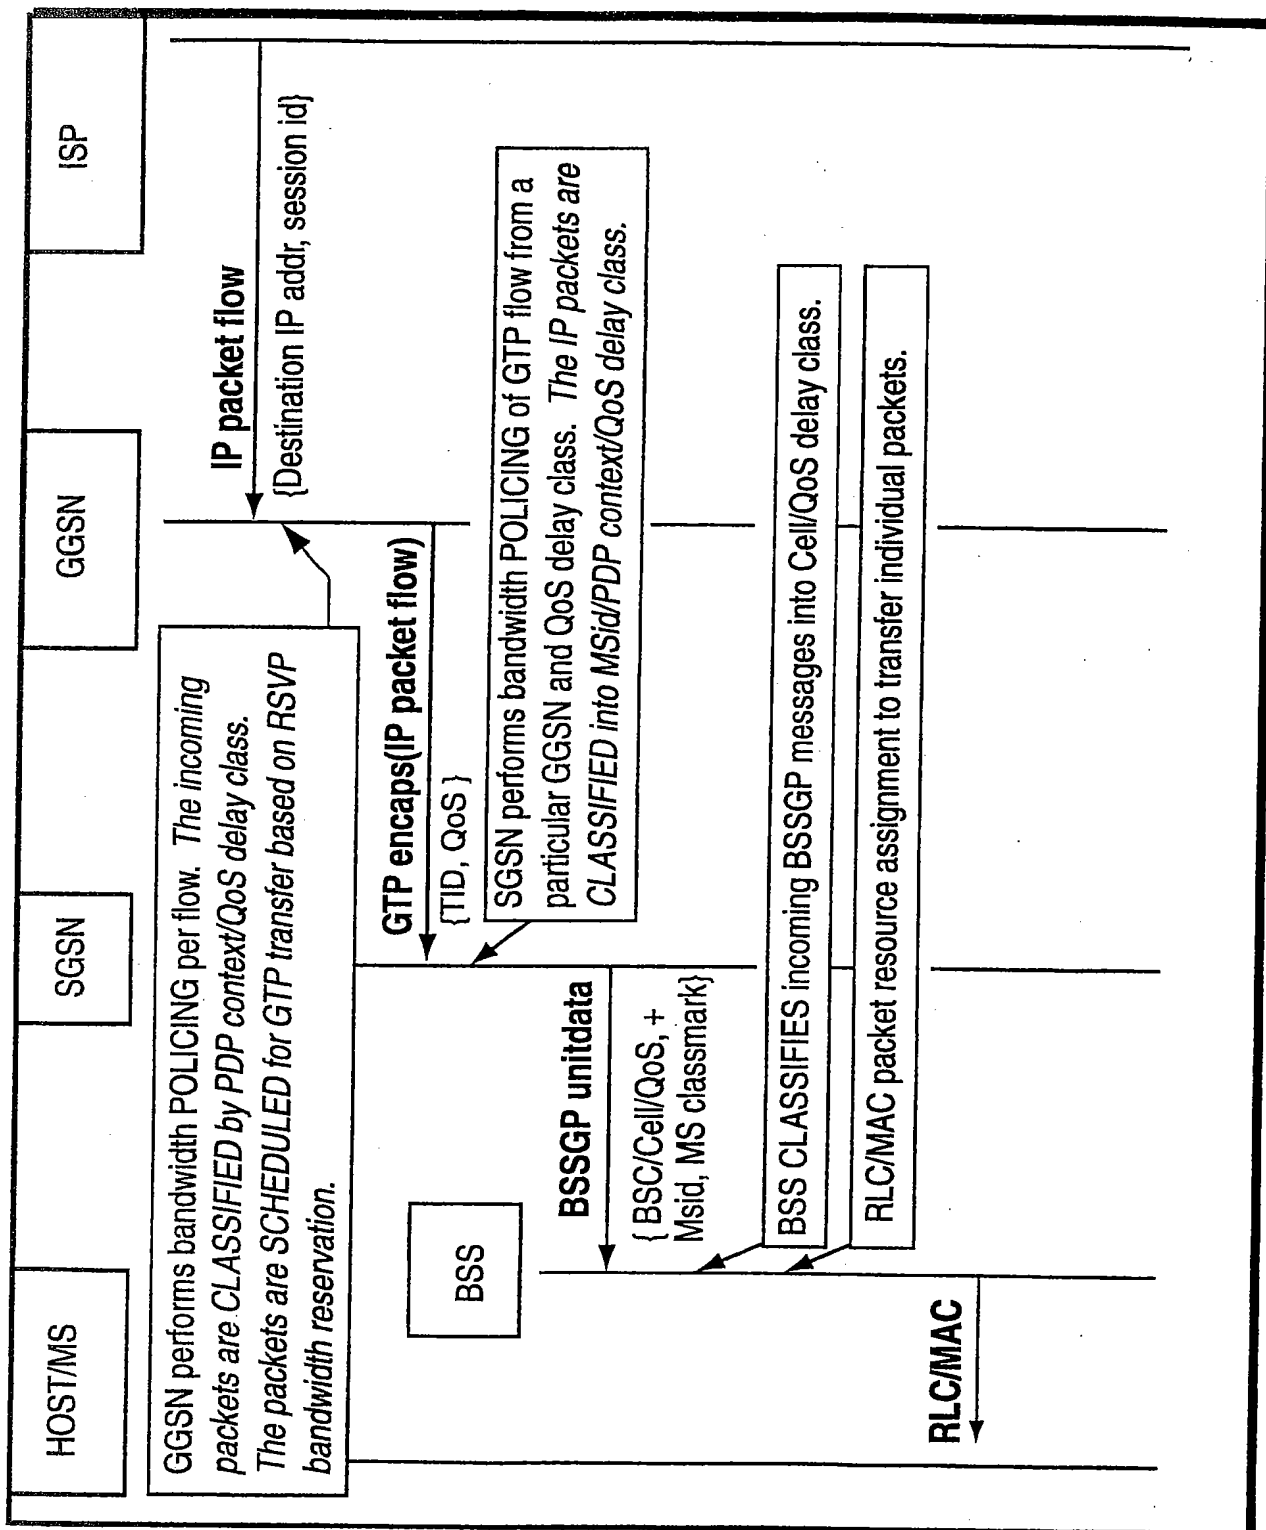 HOST/MS
SGSN
GGSN
ISP
GGSN performs bandwidth POLICING per flow. The incoming
packets are CLASSIFIED by PDP context/QoS delay class.
The packets are SCHEDULED for GTP transfer based on RSVP
bandwidth reservation.
IP packet flow
{Destination IP addr, session id}
GTP encaps(IP packet flow)
{TID, QoS }
BSS
SGSN performs bandwidth POLICING of GTP flow from a
particular GGSN and QoS delay class. The IP packets are
CLASSIFIED into MSid/PDP context/QoS delay class.
BSSGP unitdata
{ BSC/Cell/QoS, +
Msid, MS classmark}
BSS CLASSIFIES incoming BSSGP messages into Cell/QoS delay class.
RLC/MAC packet resource assignment to transfer individual packets.
RLC/MAC